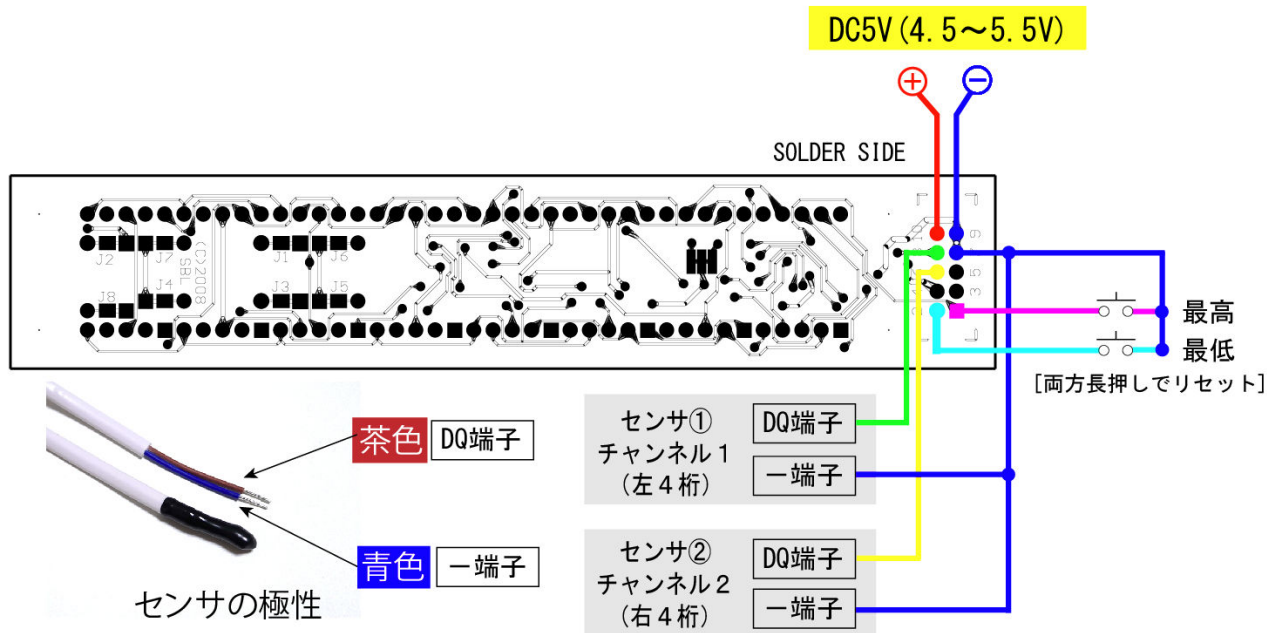 DC5V(4.5～5.5V)
＋
－
SOLDER SIDE
J2
J7
J1
J6
(C)2008
SBL
J8
J4
J3
J5
9
5
3
最高
最低
[両方長押しでリセット]
茶色
DQ端子
青色
－端子
センサの極性
センサ①
チャンネル1
(左4桁)
DQ端子
－端子
センサ②
チャンネル2
(右4桁)
DQ端子
－端子